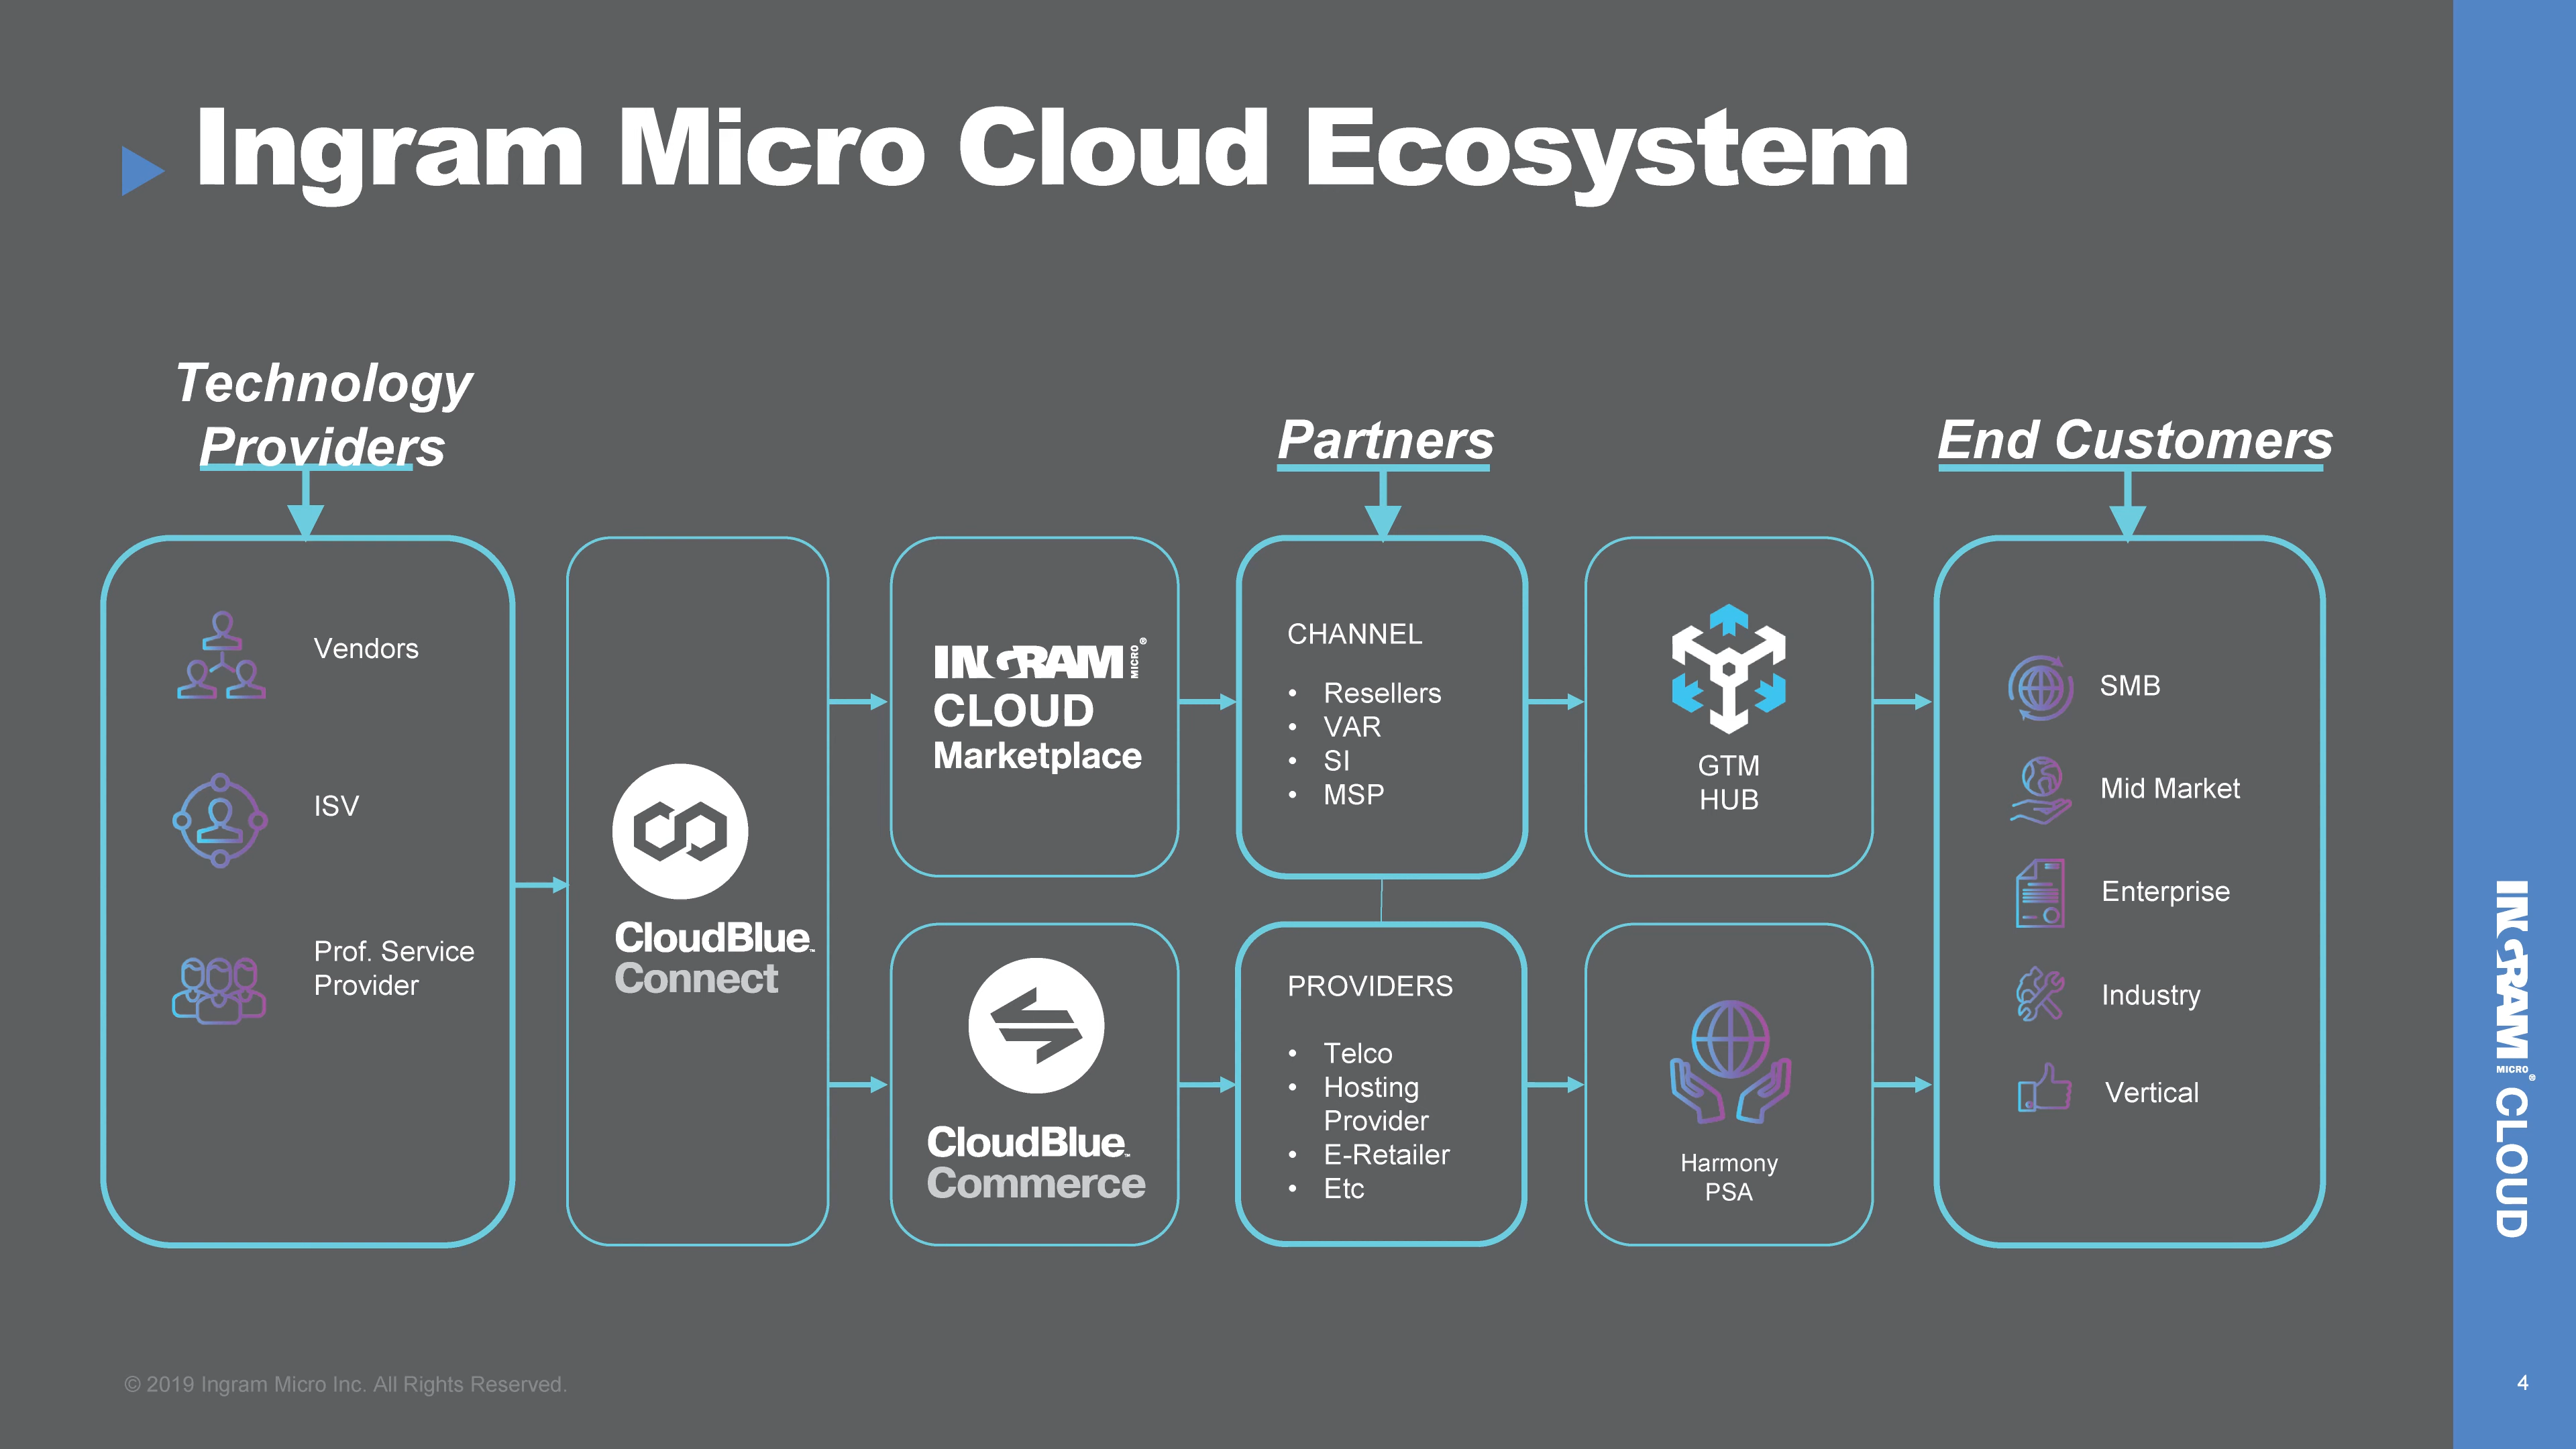 Ingram Micro Cloud Ecosystem
Technology
Providers
Partners
End Customers
Vendors
ISV
Prof. Service
Provider
CloudBlue™
Connect
INGRAM MICRO®
CLOUD
Marketplace
CloudBlue™
Commerce
CHANNEL
• Resellers
• VAR
• SI
• MSP
PROVIDERS
• Telco
• Hosting
Provider
• E-Retailer
• Etc
GTM
HUB
Harmony
PSA
SMB
Mid Market
Enterprise
Industry
Vertical
INGRAM MICRO® CLOUD
© 2019 Ingram Micro Inc. All Rights Reserved.
4